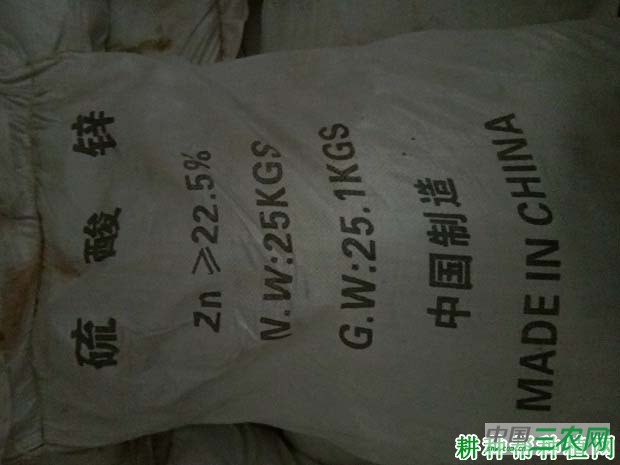 硫酸锌
Zn ≥22.5%
N.W:25KGS
G.W:25.1KGS
中国制造
MADE IN CHINA
中国三农网
耕种帮种植网